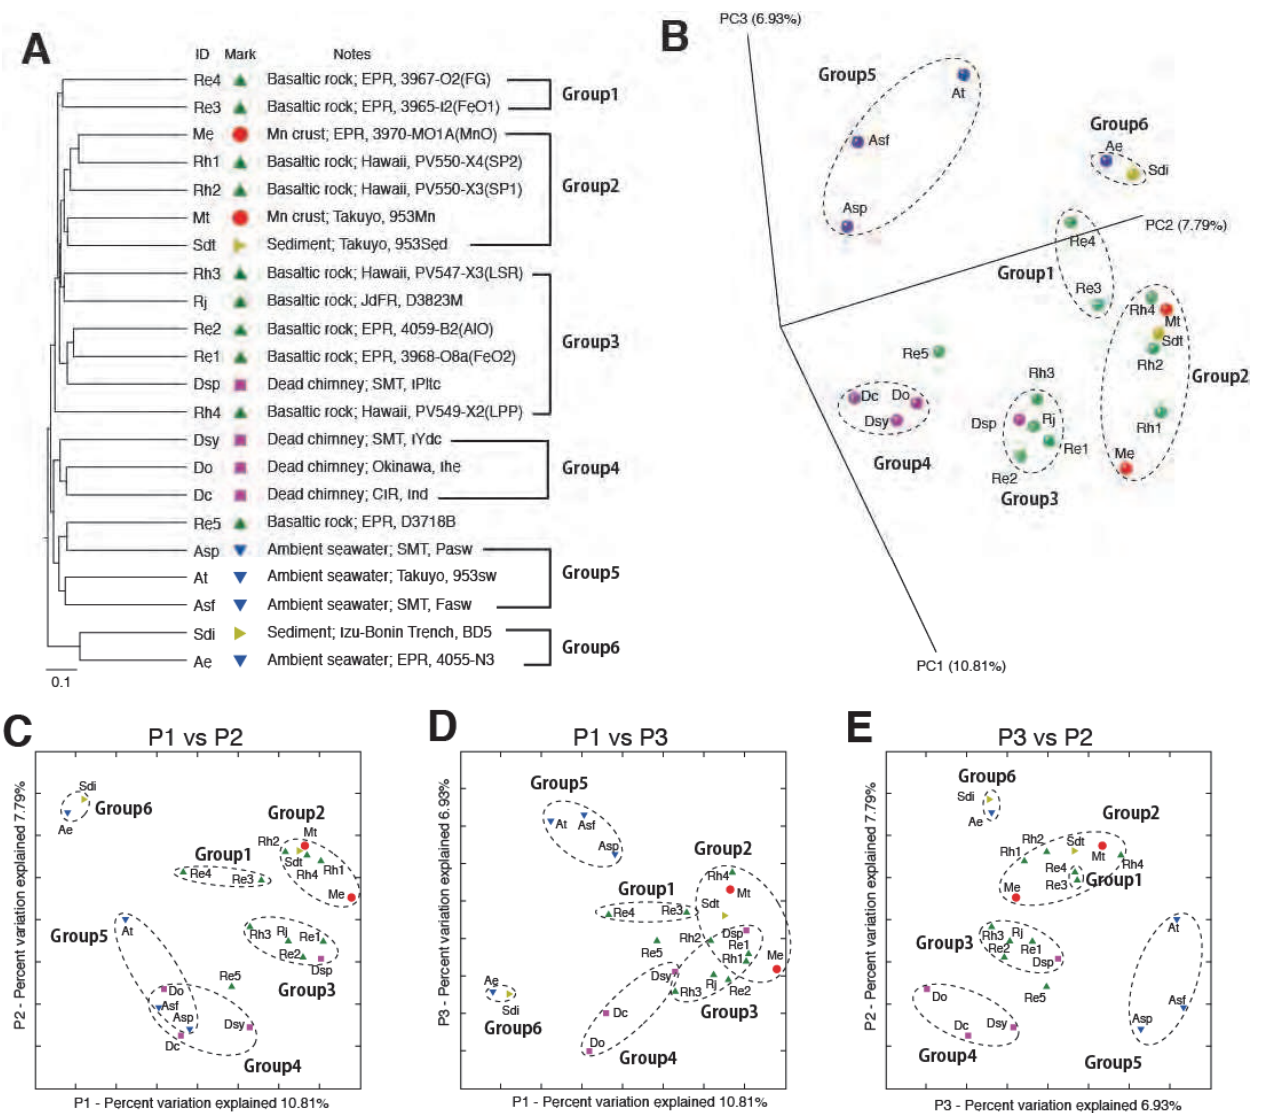 A
ID Mark Notes
Re4 Basaltic rock; EPR, 3967-O2(FG)
Re3 Basaltic rock; EPR, 3965-I2(FeO1)
Group1
Me Mn crust; EPR, 3970-MO1A(MnO)
Rh1 Basaltic rock; Hawaii, PV550-X4(SP2)
Rh2 Basaltic rock; Hawaii, PV550-X3(SP1)
Mt Mn crust; Takuyo, 953Mn
Sdt Sediment; Takuyo, 953Sed
Group2
Rh3 Basaltic rock; Hawaii, PV547-X3(LSR)
Rj Basaltic rock; JdFR, D3823M
Re2 Basaltic rock; EPR, 4059-B2(AlO)
Re1 Basaltic rock; EPR, 3968-O8a(FeO2)
Dsp Dead chimney; SMT, iPltc
Rh4 Basaltic rock; Hawaii, PV549-X2(LPP)
Group3
Dsy Dead chimney; SMT, iYdc
Do Dead chimney; Okinawa, ihe
Dc Dead chimney; CIR, ind
Group4
Re5 Basaltic rock; EPR, D3718B
Asp Ambient seawater; SMT, Pasw
At Ambient seawater; Takuyo, 953sw
Asf Ambient seawater; SMT, Fasw
Group5
Sdi Sediment; Izu-Bonin Trench, BD5
Ae Ambient seawater; EPR, 4055-N3
Group6
0.1
B
PC3 (6.93%)
Group5
At
Asf
Asp
Group6
Ae
Sdi
PC2 (7.79%)
Re4
Group1
Re3
Rh4
Mt
Sdt
Rh2
Group2
Rh1
Me
Re5
Dc Do
Dsy
Group4
Rh3
Dsp
Rj
Re1
Re2
Group3
PC1 (10.81%)
C
P1 vs P2
P2 - Percent variation explained 7.79%
Sdi
Group6
Ae
Group2
Mt
Rh2
Sdt
Rh4
Rh1
Me
Group1
Re4 Re3
Group5
At
Rh3 Rj Re1
Re2
Dsp
Group3
Re5
Do
Asf
Asp
Dsy
Dc
Group4
P1 - Percent variation explained 10.81%
D
P1 vs P3
P3 - Percent variation explained 6.93%
Group5
At Asf
Asp
Group2
Rh4
Mt
Group1
Re4 Re3
Sdt
Rh2
Dsp
Re1
Rh1
Me
Re5
Dsy
Rh3
Rj
Re2
Group3
Ae
Sdi
Group6
Dc
Do
Group4
P1 - Percent variation explained 10.81%
E
P3 vs P2
P2 - Percent variation explained 7.79%
Group6
Sdi
Ae
Group2
Rh2
Rh1
Sdt
Mt
Rh4
Re4
Re3
Group1
Me
Group3
Rh3 Rj
Re2 Re1
Dsp
At
Do
Re5
Dc Dsy
Group4
Asf
Asp
Group5
P3 - Percent variation explained 6.93%